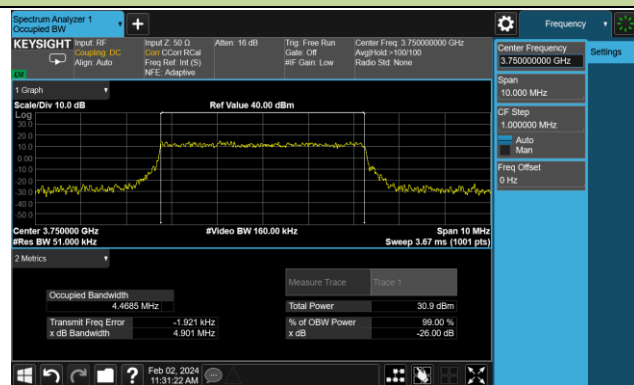 Spectrum Analyzer 1
Occupied BW
Frequency
KEYSIGHT
Input: RF
Coupling: DC
Align: Auto
Input Z: 50 Ω
Corr CCorr RCal
Freq Ref: Int (S)
NFE: Adaptive
Atten: 16 dB
Trig: Free Run
Gate: Off
#IF Gain: Low
Center Freq: 3.750000000 GHz
Avg|Hold:>100/100
Radio Std: None
Center Frequency
3.750000000 GHz
Settings
Span
10.000 MHz
CF Step
1.000000 MHz
Auto
Man
Freq Offset
0 Hz
1 Graph
Scale/Div 10.0 dB
Ref Value 40.00 dBm
Log
30.0
20.0
10.0
0.00
-10.0
-20.0
-30.0
-40.0
-50.0
Center 3.750000 GHz
#Video BW 160.00 kHz
Span 10 MHz
#Res BW 51.000 kHz
Sweep 3.67 ms (1001 pts)
2 Metrics
Measure Trace
Trace 1
Occupied Bandwidth
4.4685 MHz
Total Power
30.9 dBm
Transmit Freq Error
-1.921 kHz
% of OBW Power
99.00 %
x dB Bandwidth
4.901 MHz
x dB
-26.00 dB
Feb 02, 2024
11:31:22 AM